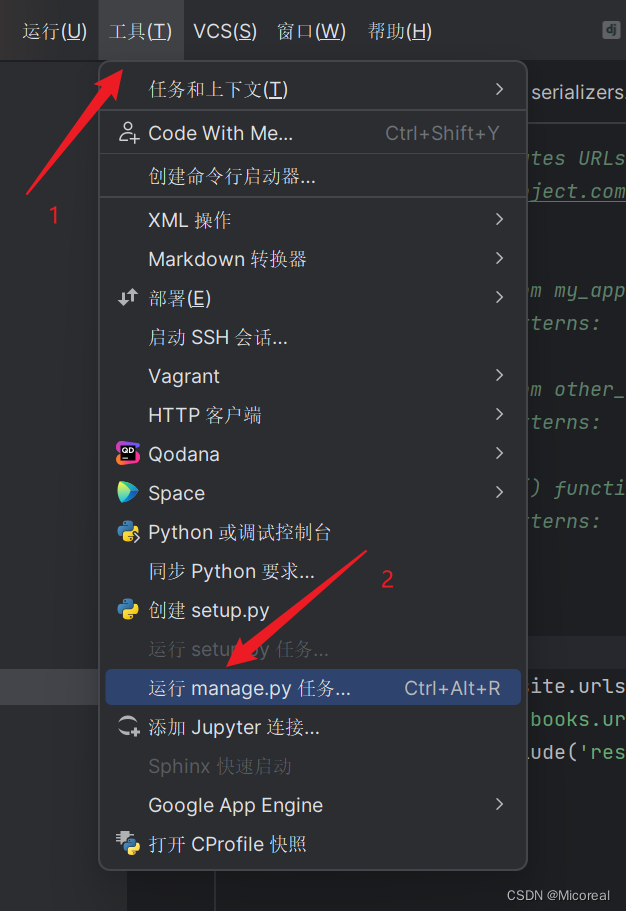 运行(U) 工具(T) VCS(S) 窗口(W) 帮助(H)
dj
任务和上下文(T)
serializers.
Code With Me... Ctrl+Shift+Y
创建命令行启动器...
1
XML 操作
Markdown 转换器
部署(E)
启动 SSH 会话...
Vagrant
HTTP 客户端
QD
Qodana
Space
Python 或调试控制台
同步 Python 要求...
2
创建 setup.py
运行 setup.py 任务...
运行 manage.py 任务... Ctrl+Alt+R
添加 Jupyter 连接...
Sphinx 快速启动
Google App Engine
打开 CProfile 快照
tes URLs
ject.com
m my_app
terns:
m other_
terns:
) functi
terns:
ite.urls
books.ur
ude('res
CSDN @Micoreal